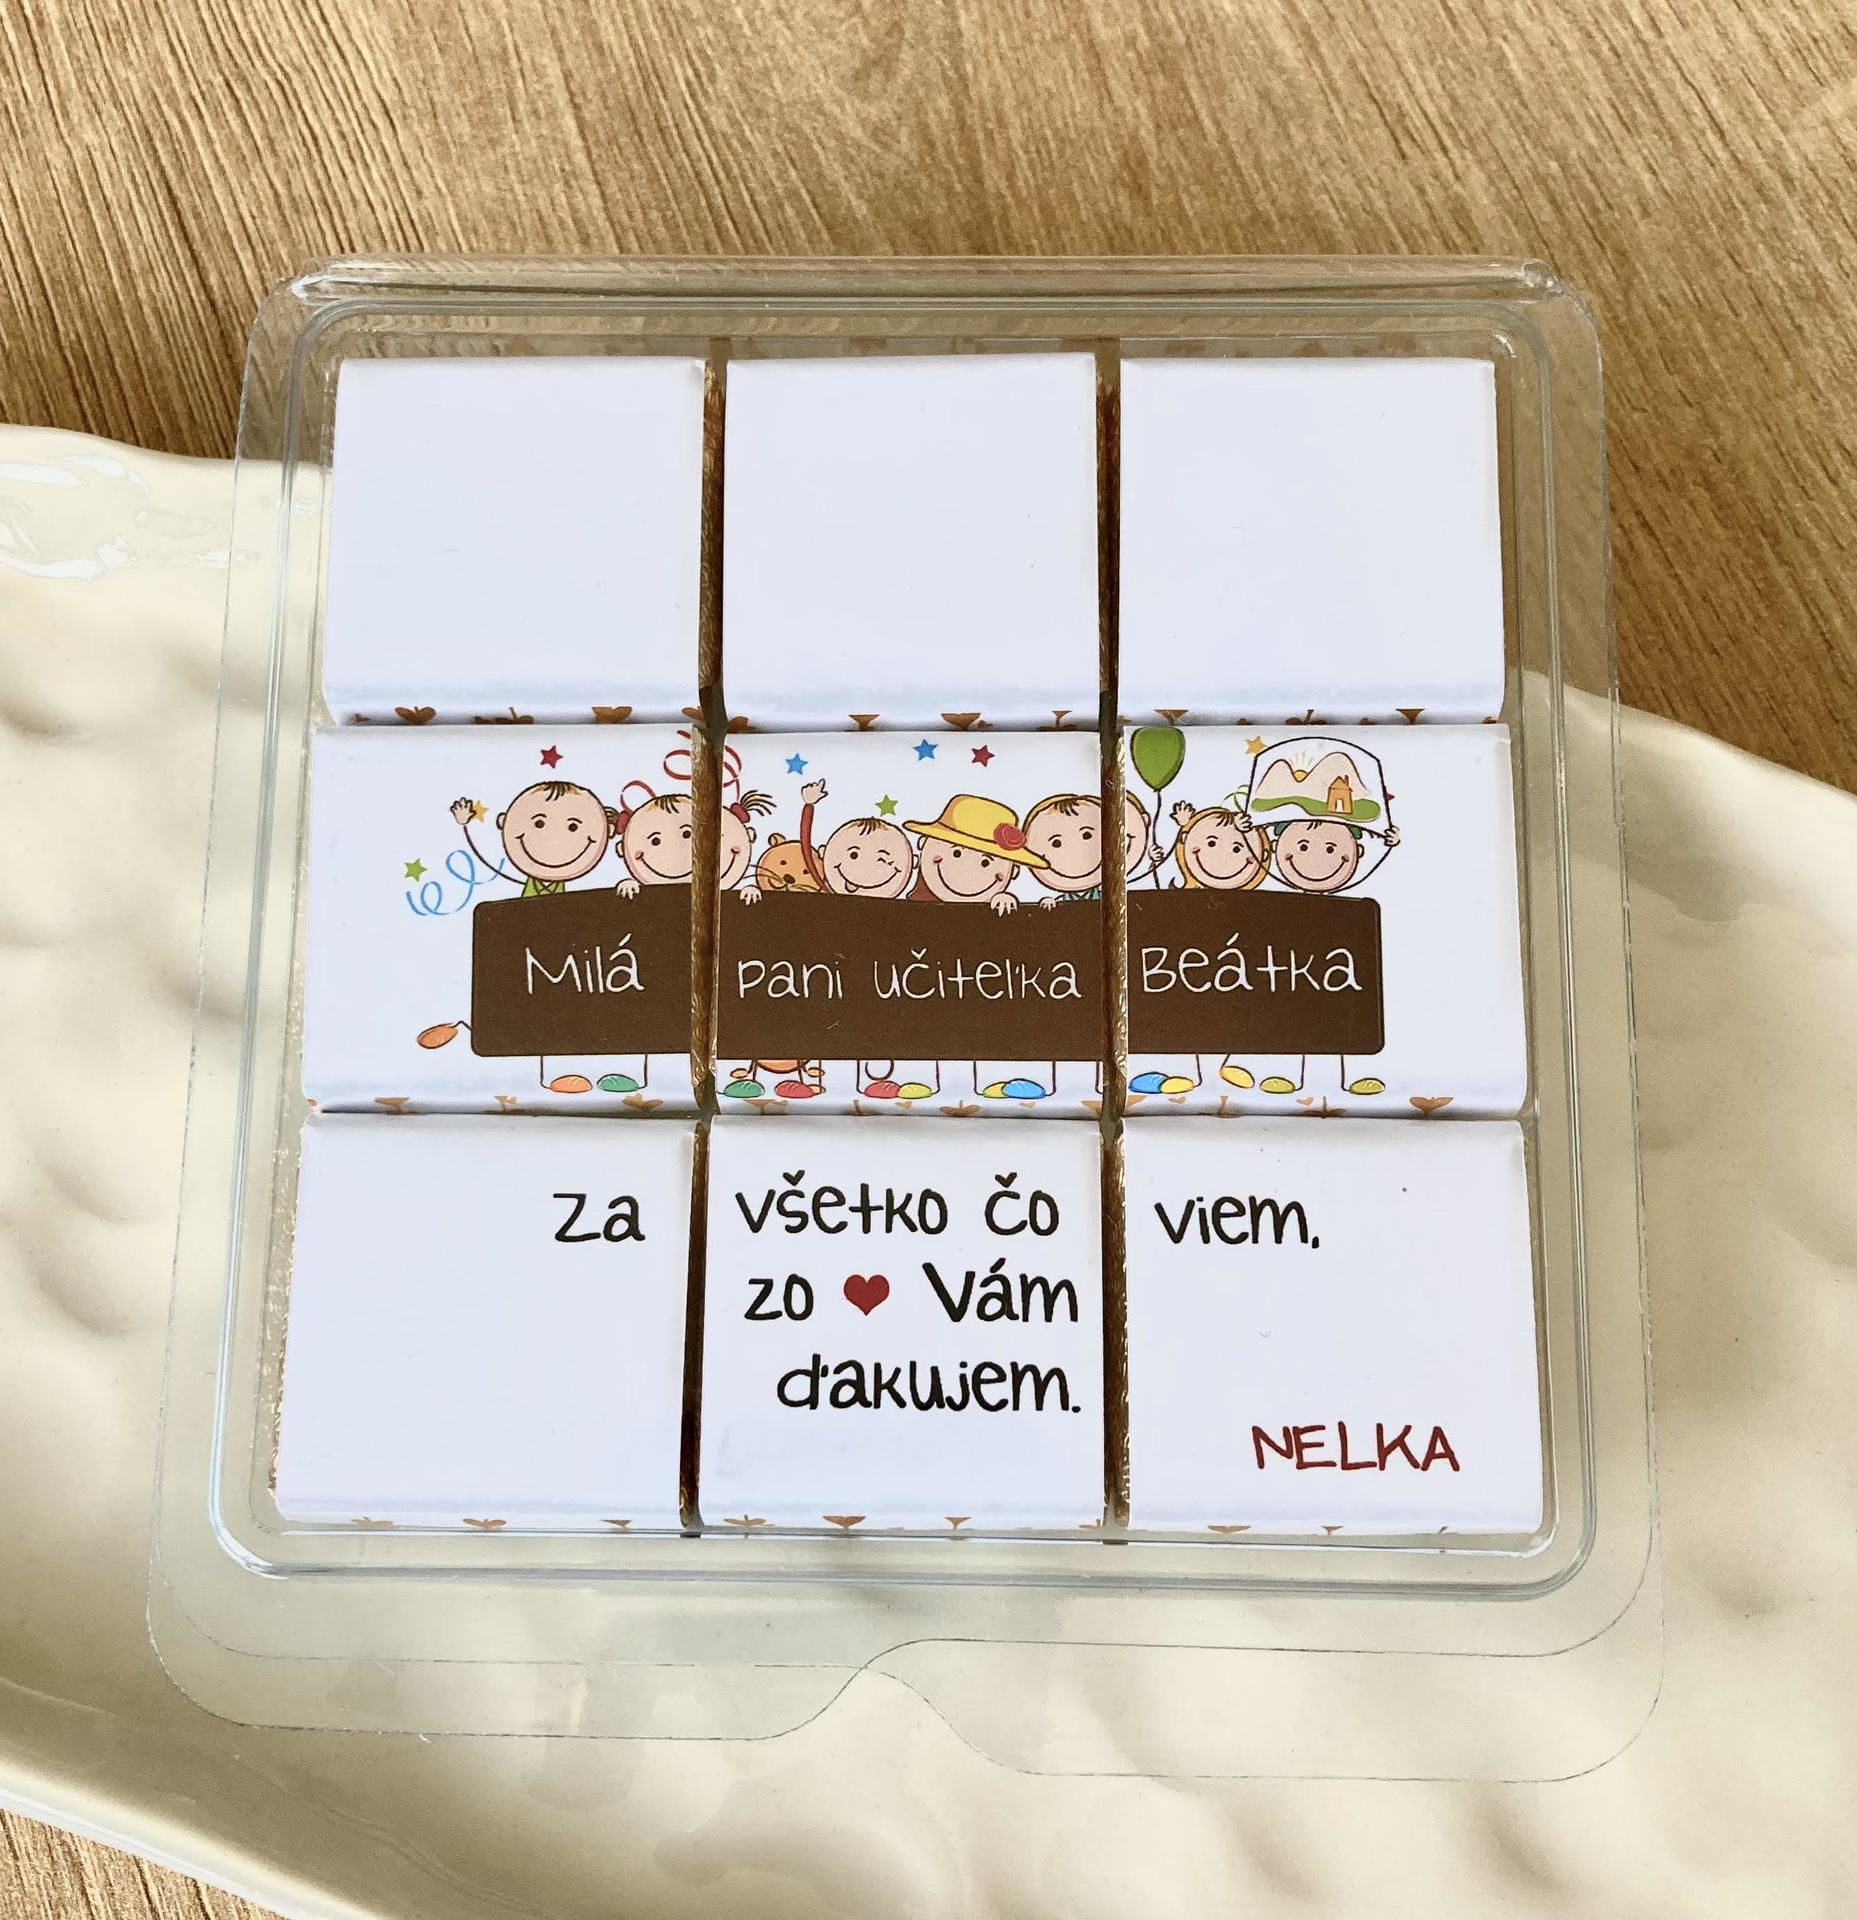 Milá pani učiteľka Beátka
Za všetko čo viem,
zo ❤ Vám
ďakujem.
NELKA